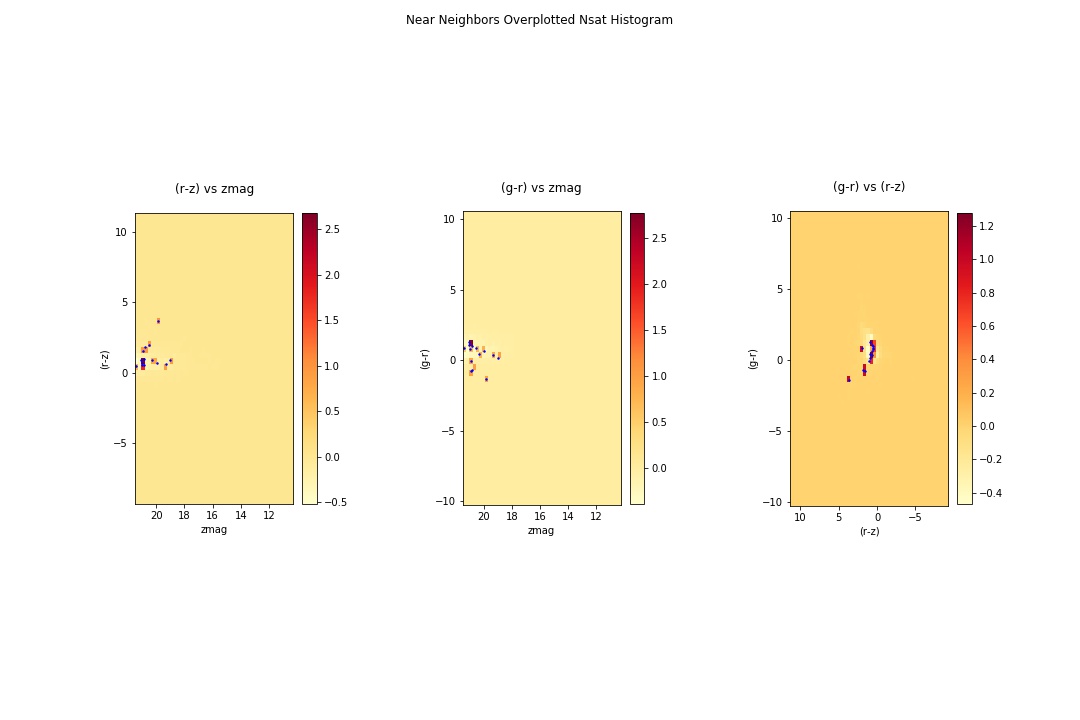 Near Neighbors Overplotted Nsat Histogram
(r-z) vs zmag
10
5
0
−5
(r-z)
20 18 16 14 12
zmag
2.5
2.0
1.5
1.0
0.5
0.0
−0.5
(g-r) vs zmag
10
5
0
−5
−10
(g-r)
20 18 16 14 12
zmag
2.5
2.0
1.5
1.0
0.5
0.0
(g-r) vs (r-z)
10
5
0
−5
−10
(g-r)
10 5 0 −5
(r-z)
1.2
1.0
0.8
0.6
0.4
0.2
0.0
−0.2
−0.4